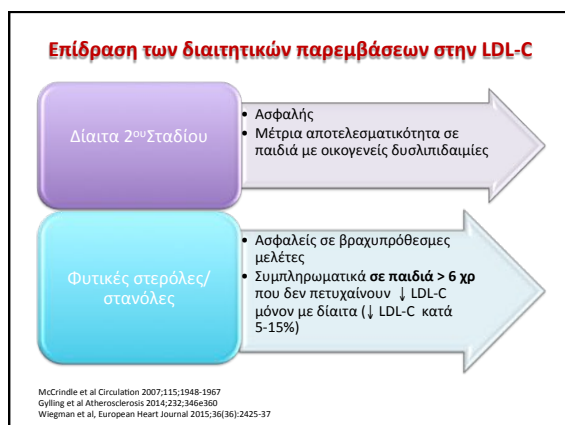 Επίδραση των διαιτητικών παρεμβάσεων στην LDL-C
Δίαιτα 2ου Σταδίου
• Ασφαλής
• Μέτρια αποτελεσματικότητα σε
παιδιά με οικογενείς δυσλιπιδαιμίες
Φυτικές στερόλες/
στανόλες
• Ασφαλείς σε βραχυπρόθεσμες
μελέτες
• Συμπληρωματικά σε παιδιά > 6 χρ
που δεν πετυχαίνουν ↓ LDL-C
μόνον με δίαιτα (↓ LDL-C κατά
5-15%)
McCrindle et al Circulation 2007;115;1948-1967
Gylling et al Atherosclerosis 2014;232;346e360
Wiegman et al, European Heart Journal 2015;36(36):2425-37